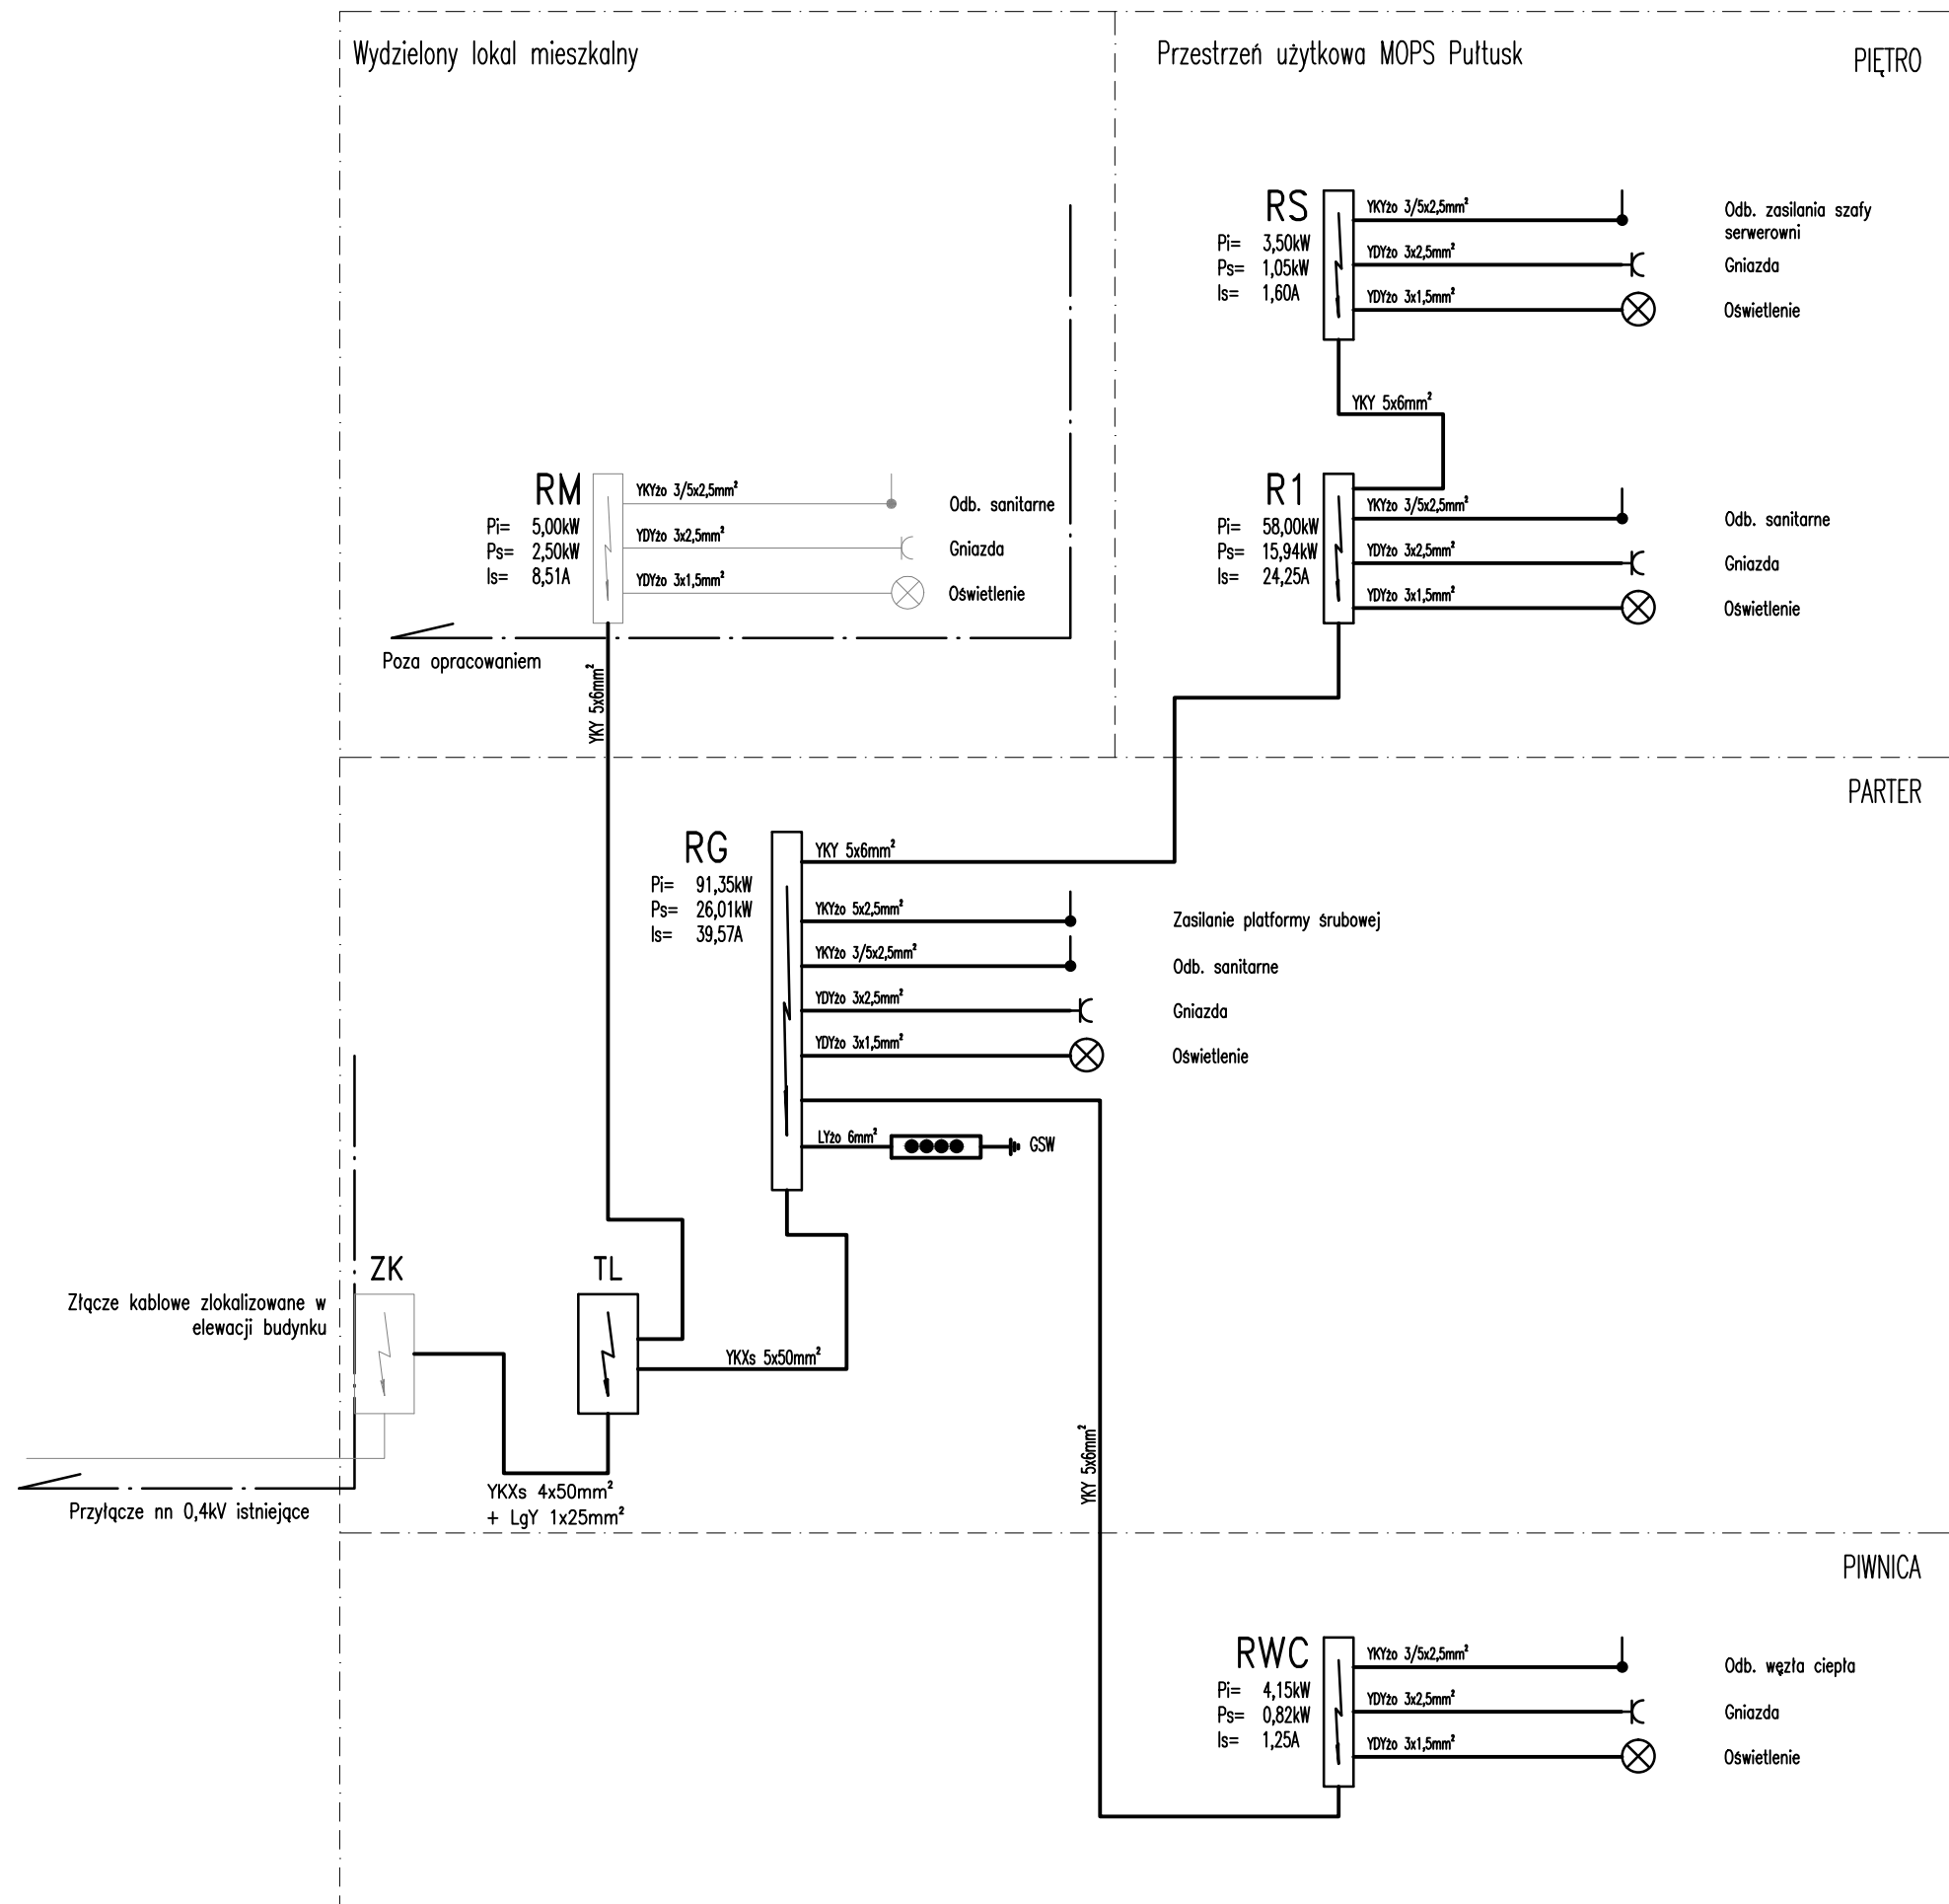 Wydzielony lokal mieszkalny
Przestrzeń użytkowa MOPS Pułtusk
PIĘTRO
RS
Pi= 3,50kW
Ps= 1,05kW
Is= 1,60A
YKYżo 3/5x2,5mm²
Odb. zasilania szafy
serwerowni
YDYżo 3x2,5mm²
Gniazda
YDYżo 3x1,5mm²
Oświetlenie
YKY 5x6mm²
RM
Pi= 5,00kW
Ps= 2,50kW
Is= 8,51A
YKYżo 3/5x2,5mm²
Odb. sanitarne
YDYżo 3x2,5mm²
Gniazda
YDYżo 3x1,5mm²
Oświetlenie
Poza opracowaniem
YKY 5x6mm²
R1
Pi= 58,00kW
Ps= 15,94kW
Is= 24,25A
YKYżo 3/5x2,5mm²
Odb. sanitarne
YDYżo 3x2,5mm²
Gniazda
YDYżo 3x1,5mm²
Oświetlenie
PARTER
RG
Pi= 91,35kW
Ps= 26,01kW
Is= 39,57A
YKY 5x6mm²
YKYżo 5x2,5mm²
Zasilanie platformy śrubowej
YKYżo 3/5x2,5mm²
Odb. sanitarne
YDYżo 3x2,5mm²
Gniazda
YDYżo 3x1,5mm²
Oświetlenie
LYżo 6mm²
GSW
ZK
TL
Złącze kablowe zlokalizowane w
elewacji budynku
YKXs 5x50mm²
YKY 5x6mm²
Przyłącze nn 0,4kV istniejące
YKXs 4x50mm²
+ LgY 1x25mm²
PIWNICA
RWC
Pi= 4,15kW
Ps= 0,82kW
Is= 1,25A
YKYżo 3/5x2,5mm²
Odb. węzła ciepła
YDYżo 3x2,5mm²
Gniazda
YDYżo 3x1,5mm²
Oświetlenie